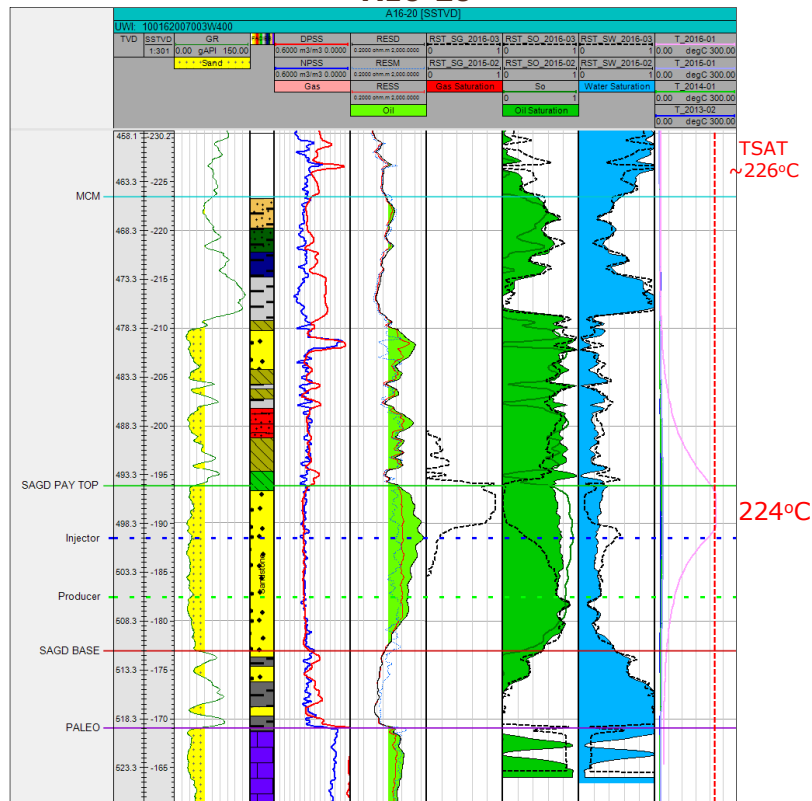 A16-20 [SSTVD]
UWI: 100162007003W400
TVD SSTVD GR DPSS RESD RST_SG_2016-03 RST_SO_2016-03 RST_SW_2016-03 T_2016-01
1:301 0.00 gAPI 150.00 0.6000 m3/m3 0.0000 0.2000 ohm.m 2,000.0000 0 1 0 1 0 1 0.00 degC 300.00
Sand NPSS RESM RST_SG_2016-02 RST_SO_2016-02 RST_SW_2016-02 T_2015-01
0.6000 m3/m3 0.0000 0.2000 ohm.m 2,000.0000 0 1 0 1 0 1 0.00 degC 300.00
Gas RESS Gas Saturation So Water Saturation T_2014-01
0.2000 ohm.m 2,000.0000 0 1 0.00 degC 300.00
Oil Oil Saturation T_2013-02
0.00 degC 300.00
458.1 -230.2
TSAT
~226°C
463.3 -225
MCM
468.3 -220
473.3 -215
478.3 -210
483.3 -205
488.3 -200
493.3 -195
SAGD PAY TOP
498.3 -190
224°C
Injector
503.3 -185
Sandstone
Producer
508.3 -180
SAGD BASE
513.3 -175
518.3 -170
PALEO
523.3 -165